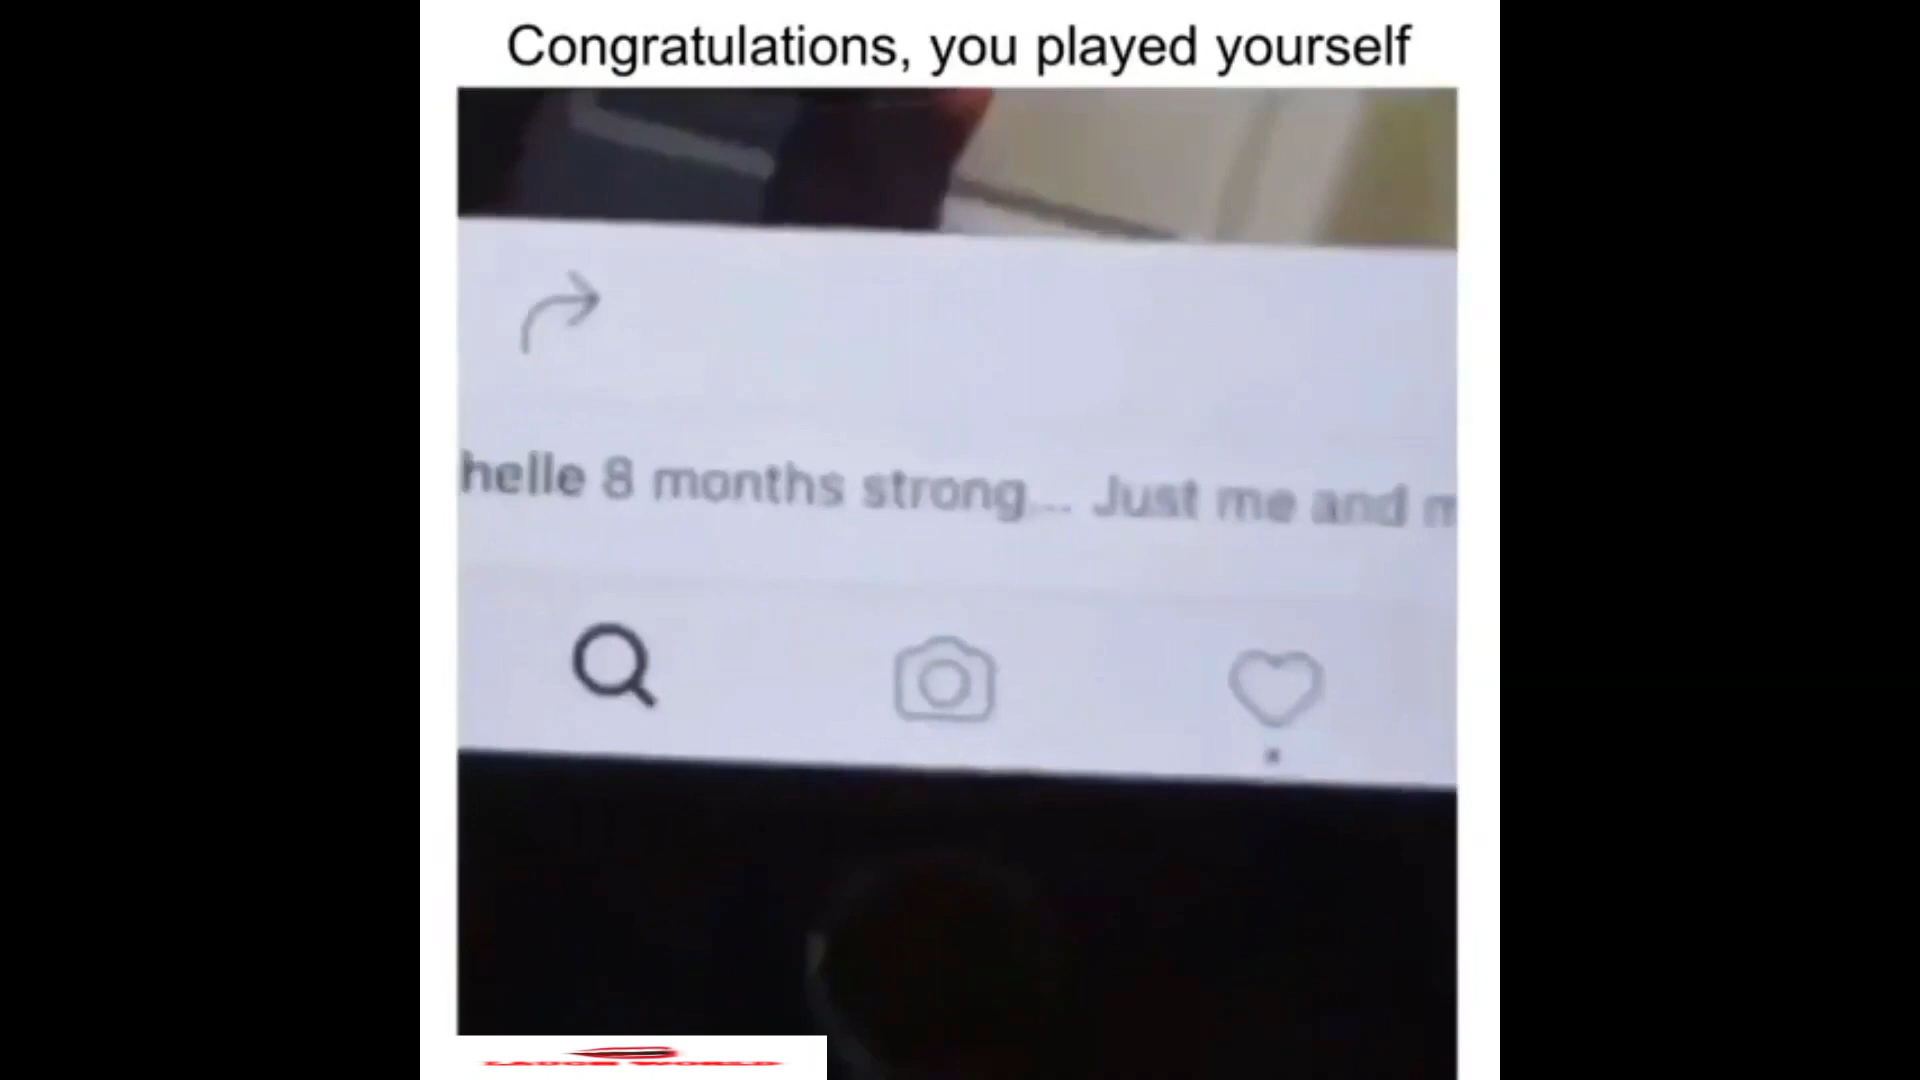 Congratulations, you played yourself
helle 8 months strong... Just me and m